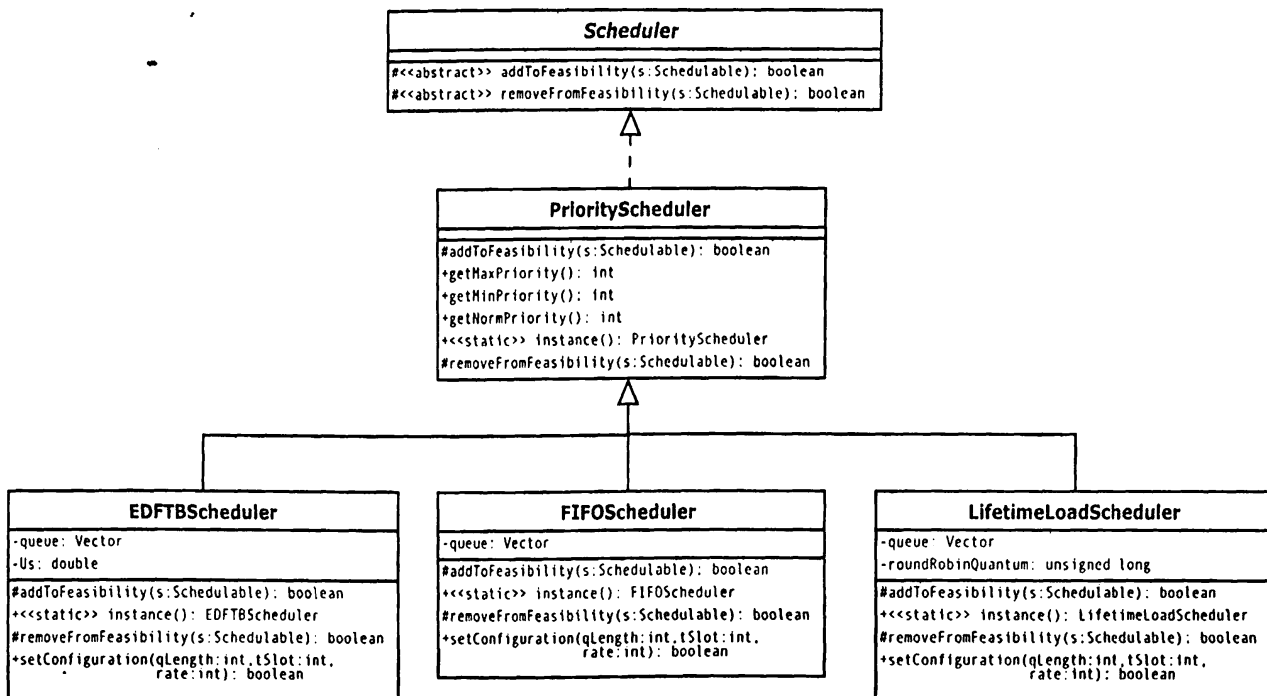 Scheduler
#<<abstract>> addToFeasibility(s:Schedulable): boolean
#<<abstract>> removeFromFeasibility(s:Schedulable): boolean
PriorityScheduler
#addToFeasibility(s:Schedulable): boolean
+getMaxPriority(): int
+getMinPriority(): int
+getNormPriority(): int
+<<static>> instance(): PriorityScheduler
#removeFromFeasibility(s:Schedulable): boolean
EDFTBScheduler
-queue: Vector
-Us: double
#addToFeasibility(s:Schedulable): boolean
+<<static>> instance(): EDFTBScheduler
#removeFromFeasibility(s:Schedulable): boolean
+setConfiguration(qLength:int,tSlot:int,
rate:int): boolean
FIFOScheduler
-queue: Vector
#addToFeasibility(s:Schedulable): boolean
+<<static>> instance(): FIFOScheduler
#removeFromFeasibility(s:Schedulable): boolean
+setConfiguration(qLength:int,tSlot:int,
rate:int): boolean
LifetimeLoadScheduler
-queue: Vector
-roundRobinQuantum: unsigned long
#addToFeasibility(s:Schedulable): boolean
+<<static>> instance(): LifetimeLoadScheduler
#removeFromFeasibility(s:Schedulable): boolean
+setConfiguration(qLength:int,tSlot:int,
rate:int): boolean